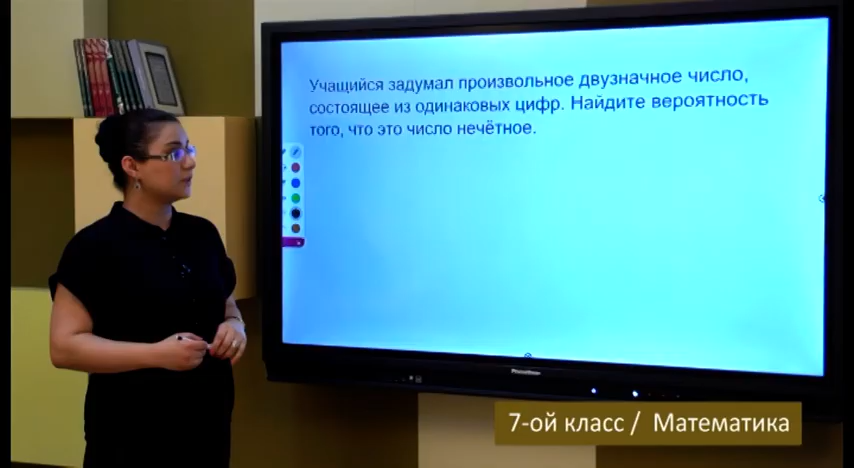 Учащийся задумал произвольное двузначное число,
состоящее из одинаковых цифр. Найдите вероятность
того, что это число нечётное.
Promethean
7-ой класс / Математика